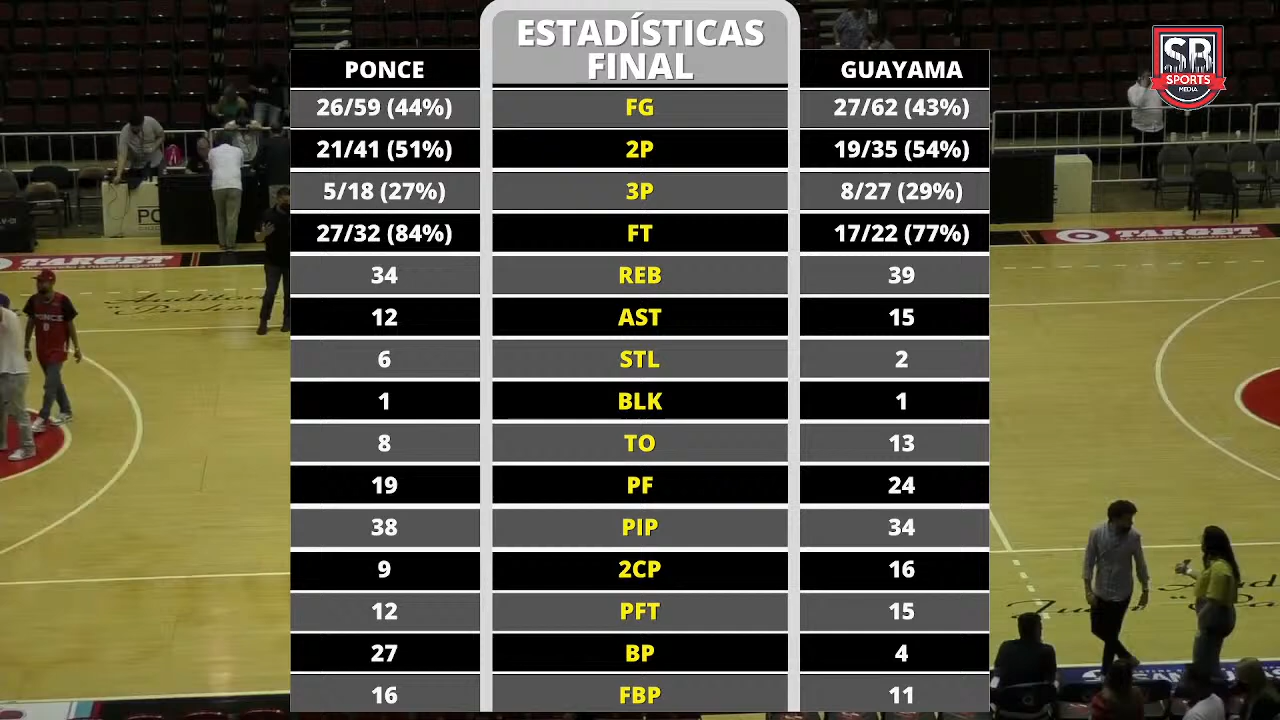 ESTADÍSTICAS
FINAL
PONCE GUAYAMA
26/59 (44%) FG 27/62 (43%)
21/41 (51%) 2P 19/35 (54%)
5/18 (27%) 3P 8/27 (29%)
27/32 (84%) FT 17/22 (77%)
34 REB 39
12 AST 15
6 STL 2
1 BLK 1
8 TO 13
19 PF 24
38 PIP 34
9 2CP 16
12 PFT 15
27 BP 4
16 FBP 11
SB
SPORTS
MEDIA
TARGET
TARGET
PONCE